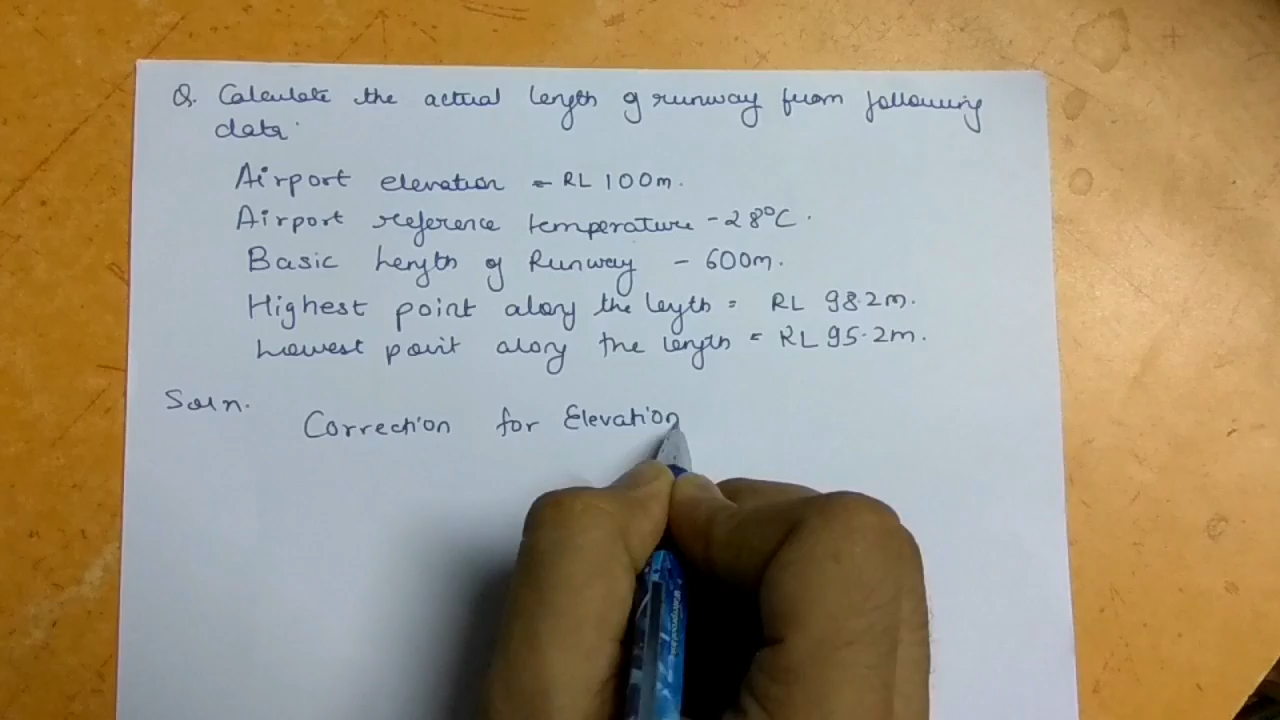 Q. Calculate the actual length of runway from following
data.
Airport elevation = RL 100m.
Airport reference temperature - 28°C.
Basic Length of Runway - 600m.
Highest point along the length = RL 98.2m.
Lowest point along the length = RL 95.2m.
Soln.
Correction for Elevation